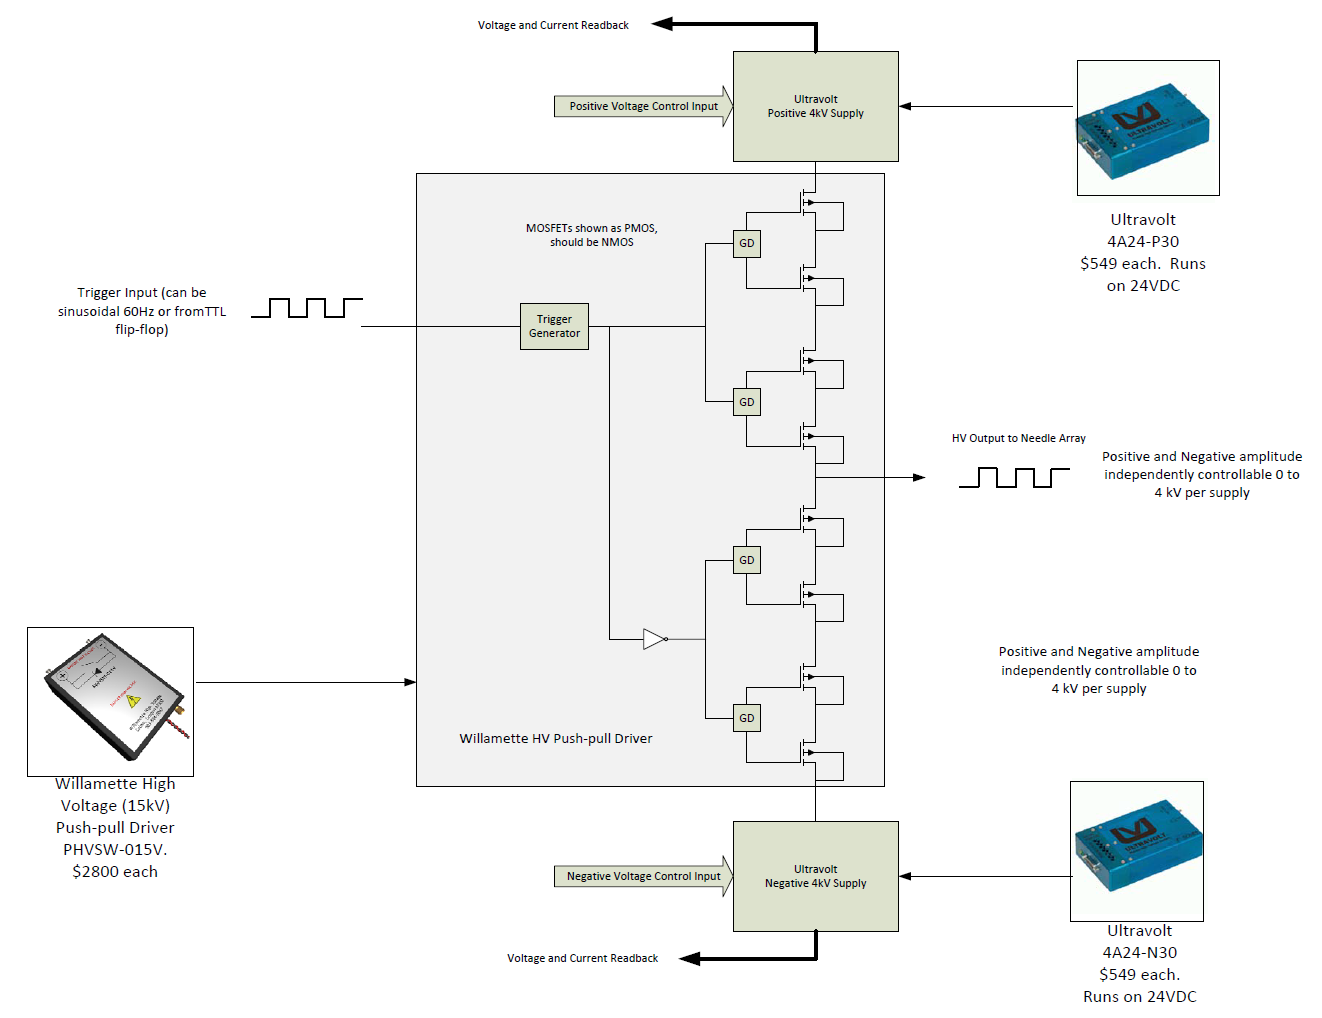 Voltage and Current Readback
Positive Voltage Control Input
Ultravolt
Positive 4kV Supply
ULTRAVOLT
Ultravolt
4A24-P30
$549 each.  Runs
on 24VDC
MOSFETs shown as PMOS,
should be NMOS
GD
Trigger Input (can be
sinusoidal 60Hz or fromTTL
flip-flop)
Trigger
Generator
GD
HV Output to Needle Array
Positive and Negative amplitude
independently controllable 0 to
4 kV per supply
GD
Positive and Negative amplitude
independently controllable 0 to
4 kV per supply
GD
Willamette HV Push-pull Driver
Willamette High
Voltage (15kV)
Push-pull Driver
PHVSW-015V.
$2800 each
Ultravolt
Negative 4kV Supply
Negative Voltage Control Input
ULTRAVOLT
Ultravolt
4A24-N30
$549 each.
Runs on 24VDC
Voltage and Current Readback